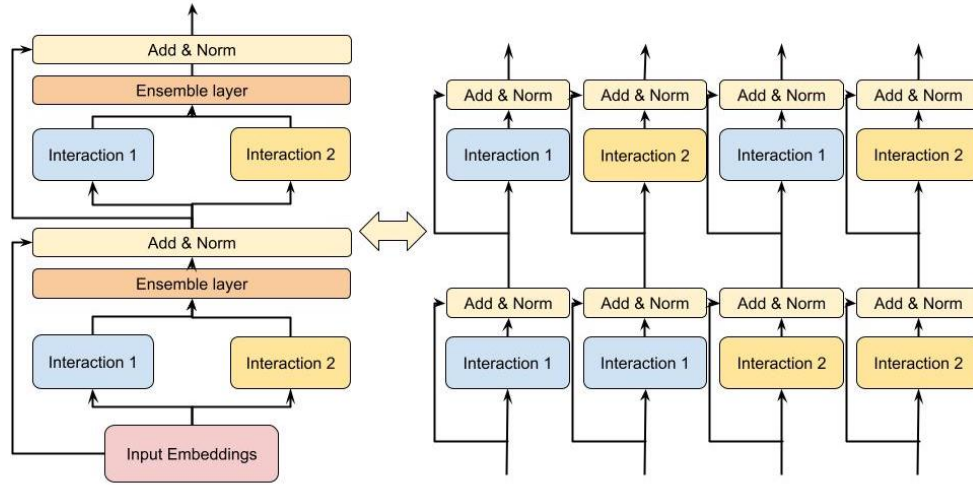 Add & Norm
Ensemble layer
Interaction 1
Interaction 2
Add & Norm
Ensemble layer
Interaction 1
Interaction 2
Input Embeddings
Add & Norm
Add & Norm
Add & Norm
Add & Norm
Interaction 1
Interaction 2
Interaction 1
Interaction 2
Add & Norm
Add & Norm
Add & Norm
Add & Norm
Interaction 1
Interaction 1
Interaction 2
Interaction 2